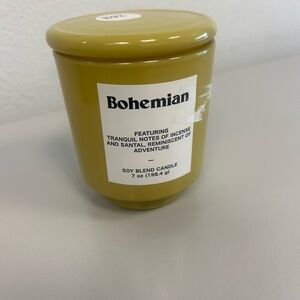 Bohemian
FEATURING
TRANQUIL NOTES OF INCENSE
AND SANTAL, REMINISCENT OF
ADVENTURE
—
SOY BLEND CANDLE
7 oz (198.4 g)